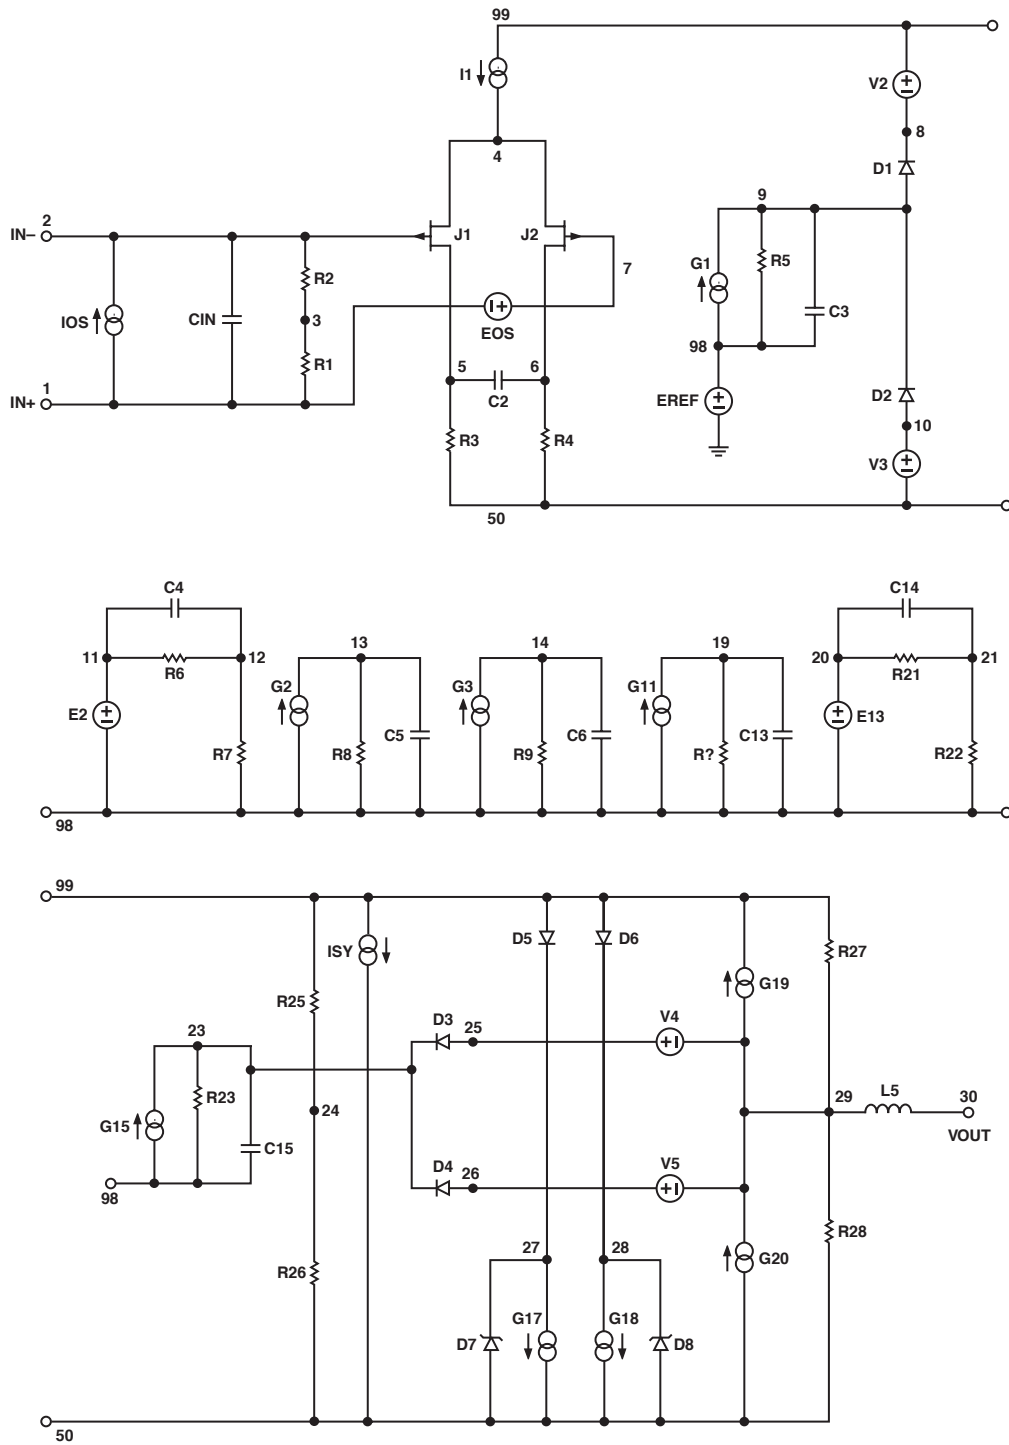 99
I1
V2
8
4
D1
2
IN–
9
J1
J2
R2
7
G1
R5
IOS
CIN
3
EOS
C3
R1
98
5
6
1
IN+
C2
EREF
D2
10
R3
R4
V3
50
C4
C14
11
12
13
14
19
20
21
R6
R21
G2
G3
G11
E2
E13
R7
R8
C5
R9
C6
R?
C13
R22
98
99
D5
D6
ISY
R27
G19
R25
D3
25
V4
23
R23
24
29
L5
30
G15
VOUT
C15
D4
26
V5
98
R28
27
28
G20
R26
G17
G18
D7
D8
50